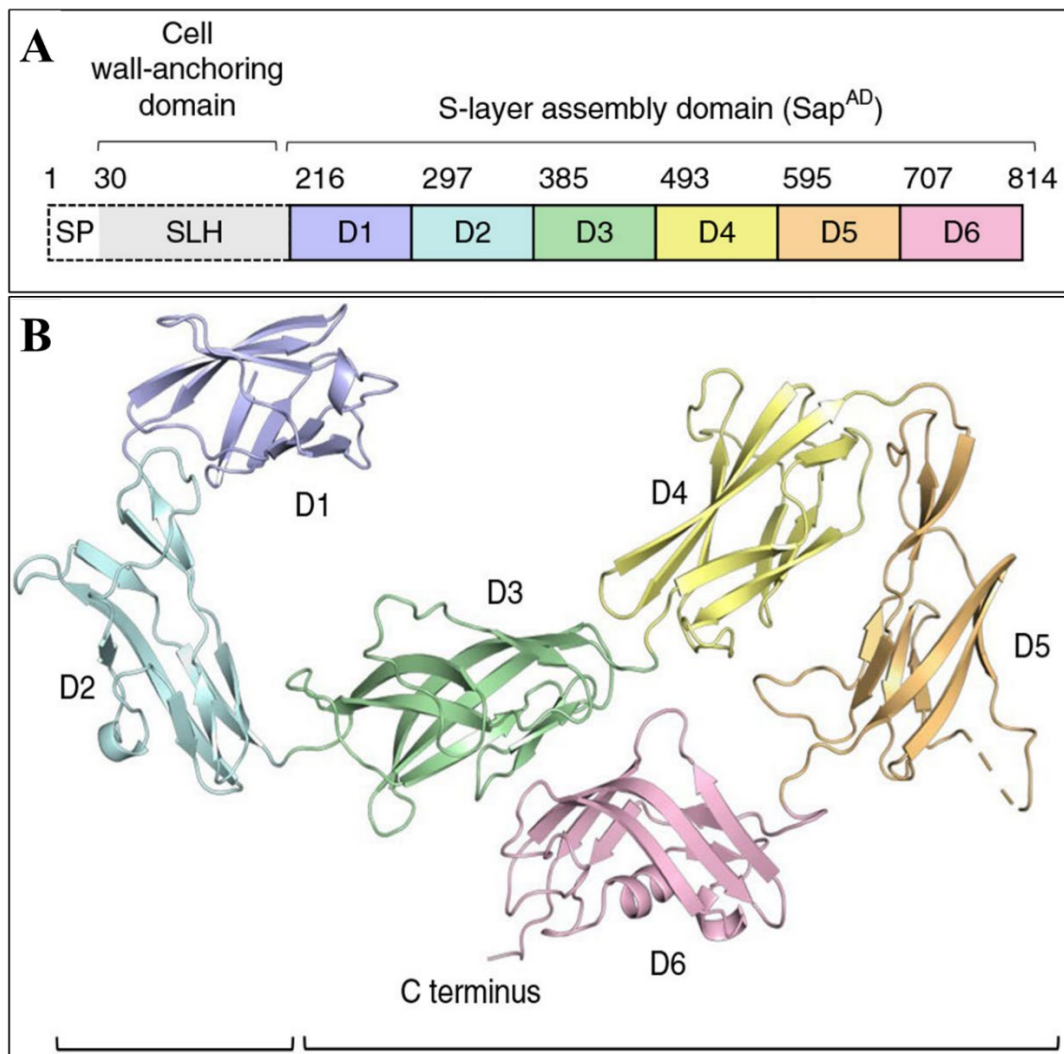 A
Cell
wall-anchoring
domain
S-layer assembly domain (Sap^AD)
1 30 216 297 385 493 595 707 814
SP SLH D1 D2 D3 D4 D5 D6
B
D1
D4
D3
D5
D2
D6
C terminus